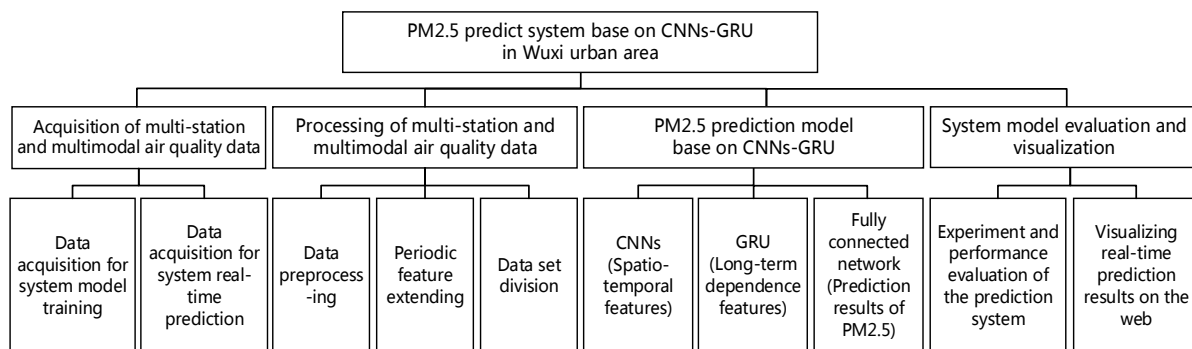 PM2.5 predict system base on CNNs-GRU
in Wuxi urban area
Acquisition of multi-station
and multimodal air quality data
Processing of multi-station and
multimodal air quality data
PM2.5 prediction model
base on CNNs-GRU
System model evaluation and
visualization
Data
acquisition for
system model
training
Data
acquisition for
system real-
time
prediction
Data
preprocess
-ing
Periodic
feature
extending
Data set
division
CNNs
(Spatio-
temporal
features)
GRU
(Long-term
dependence
features)
Fully
connected
network
(Prediction
results of
PM2.5)
Experiment and
performance
evaluation of
the prediction
system
Visualizing
real-time
prediction
results on the
web